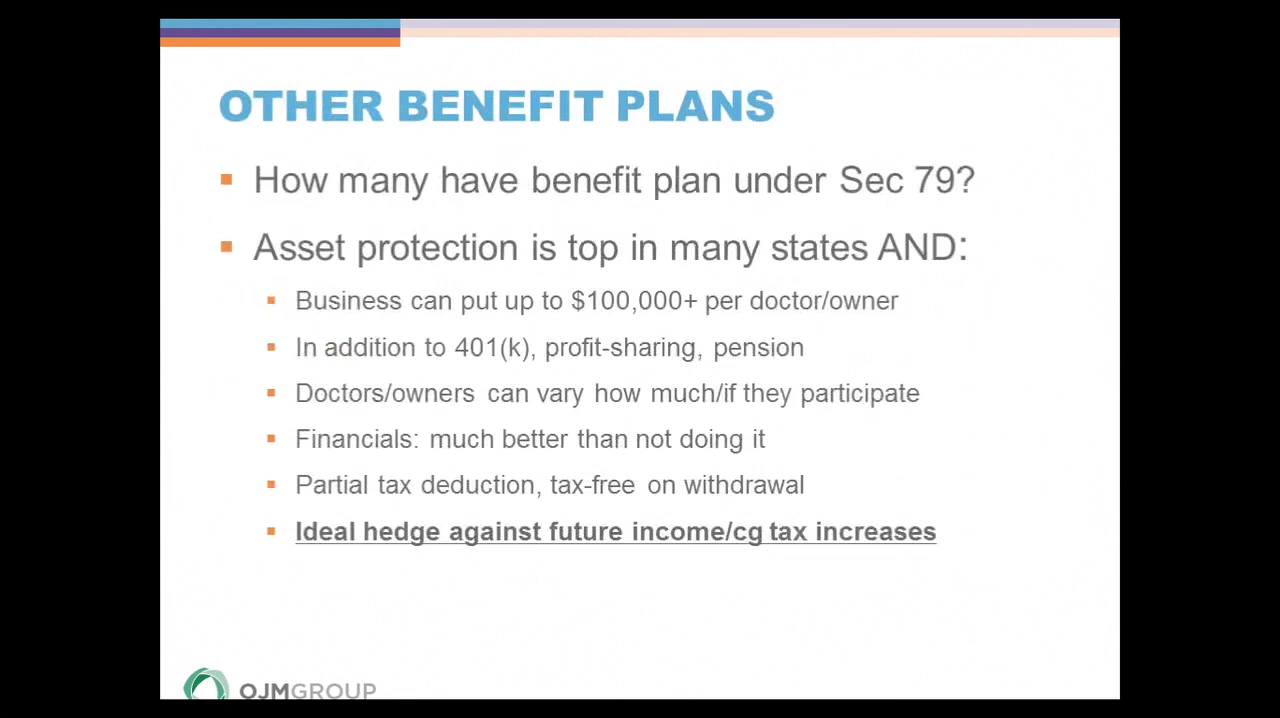 OTHER BENEFIT PLANS
How many have benefit plan under Sec 79?
Asset protection is top in many states AND:
Business can put up to $100,000+ per doctor/owner
In addition to 401(k), profit-sharing, pension
Doctors/owners can vary how much/if they participate
Financials: much better than not doing it
Partial tax deduction, tax-free on withdrawal
Ideal hedge against future income/cg tax increases
OJMGROUP